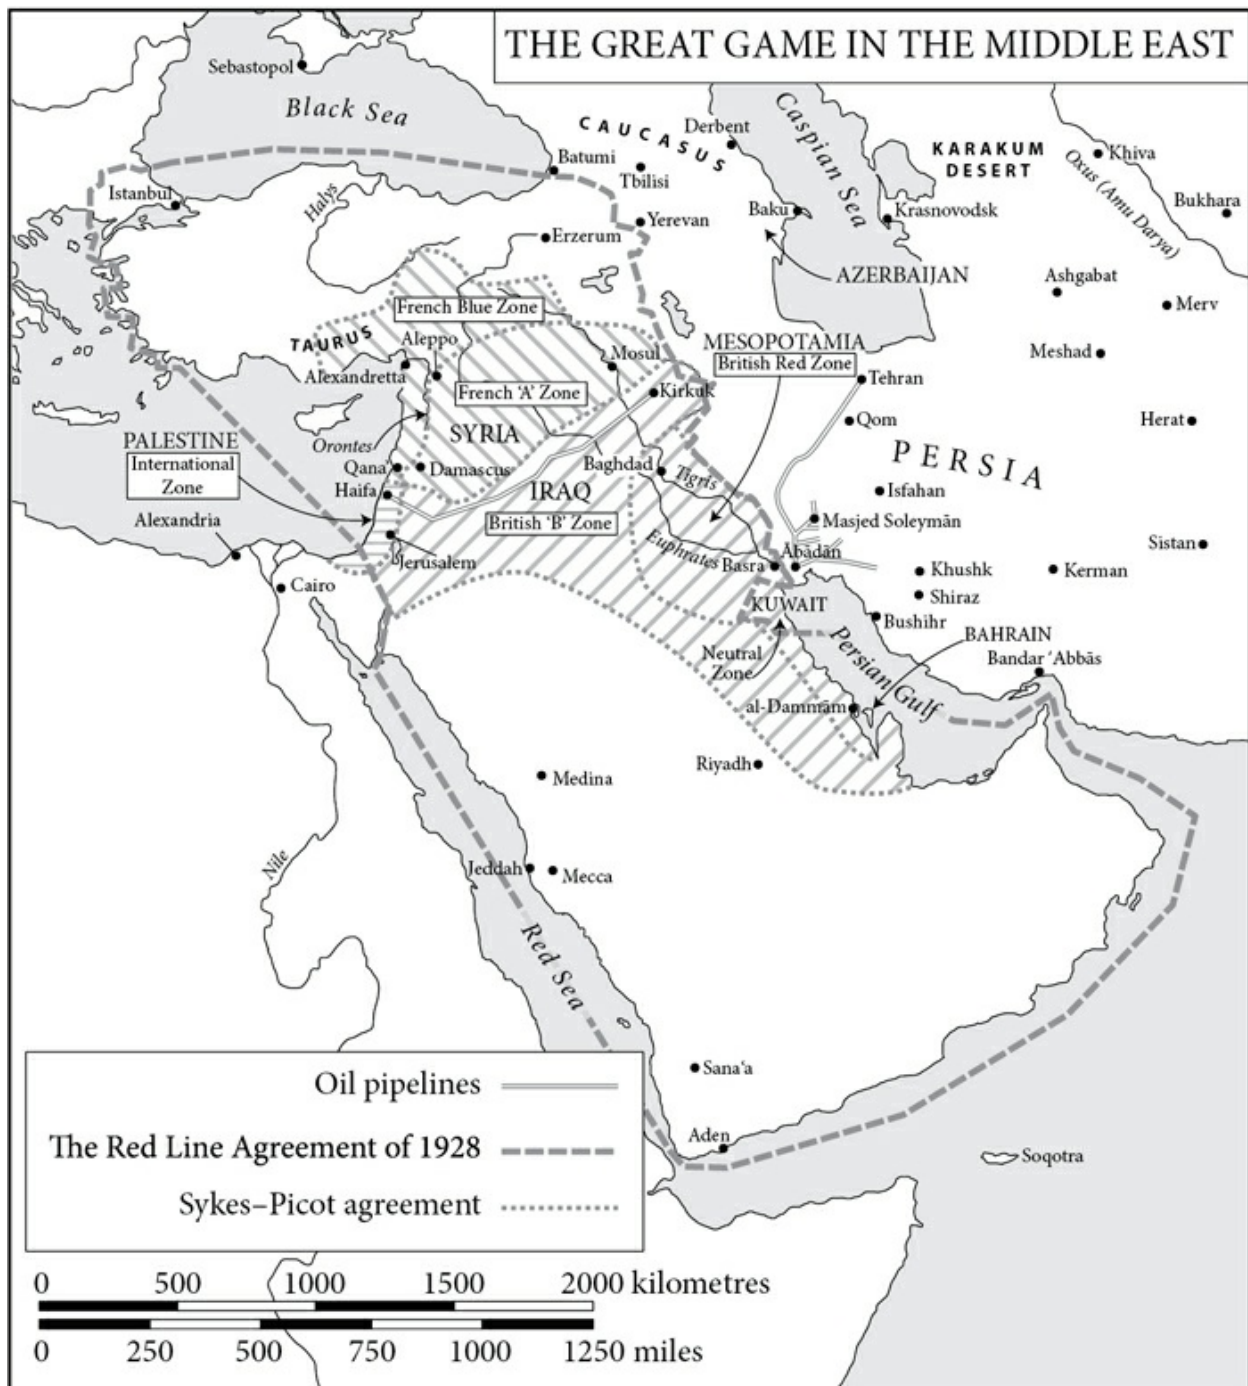 THE GREAT GAME IN THE MIDDLE EAST
Sebastopol
Black Sea
CAUCASUS
Derbent
Caspian Sea
KARAKUM
DESERT
Khiva
Oxus (Amu Darya)
Bukhara
Batumi
Tbilisi
Istanbul
Halys
Yerevan
Baku
Krasnovodsk
Erzerum
AZERBAIJAN
Ashgabat
Merv
French Blue Zone
TAURUS
Aleppo
Mosul
MESOPOTAMIA
British Red Zone
Meshad
Alexandretta
French ‘A’ Zone
Kirkuk
Tehran
Orontes
SYRIA
Qom
Herat
PALESTINE
International
Zone
Qana
Damascus
Baghdad
Tigris
PERSIA
Haifa
IRAQ
Isfahan
Alexandria
British ‘B’ Zone
Masjed Soleymān
Jerusalem
Euphrates
Basra
Ābādān
Sistan
Cairo
Khushk
Kerman
KUWAIT
Shiraz
Bushihr
Neutral
Zone
Persian Gulf
BAHRAIN
Bandar ‘Abbās
al-Dammām
Riyadh
Medina
Nile
Jeddah
Mecca
Red Sea
Sana‘a
Aden
Soqotra
Oil pipelines
The Red Line Agreement of 1928
Sykes–Picot agreement
0 500 1000 1500 2000 kilometres
0 250 500 750 1000 1250 miles